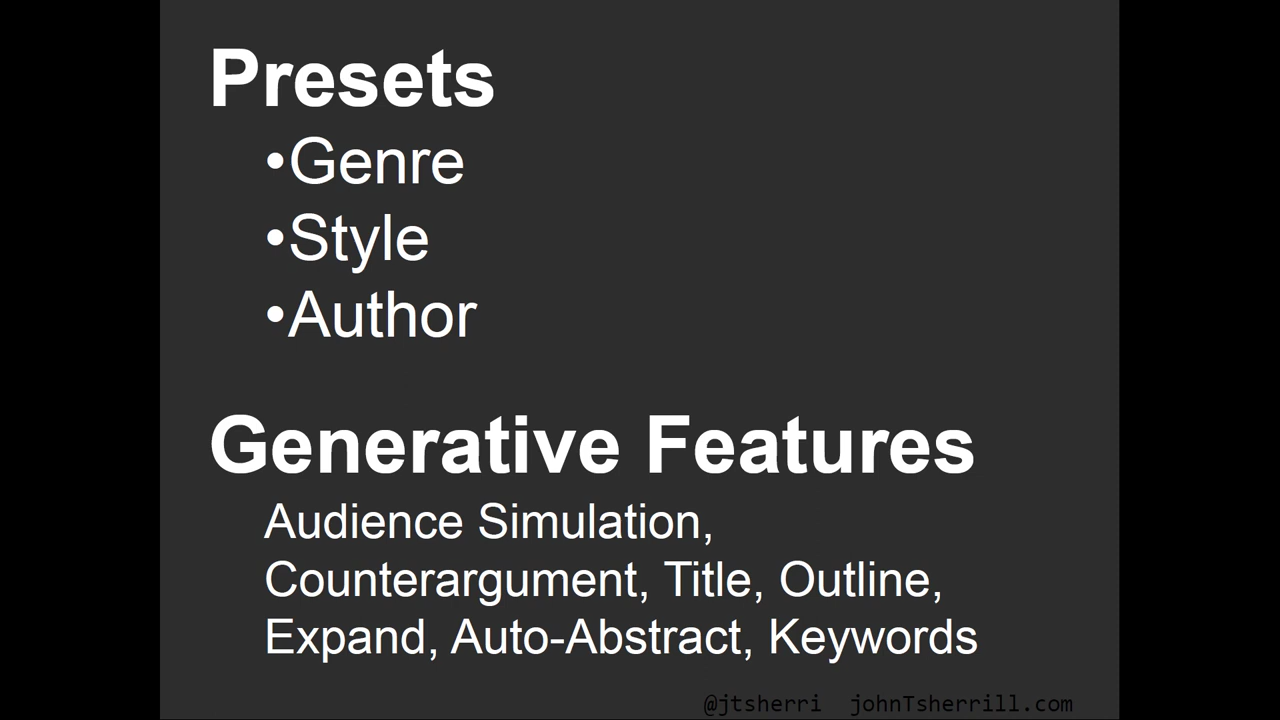 Presets
•Genre
•Style
•Author
Generative Features
Audience Simulation,
Counterargument, Title, Outline,
Expand, Auto-Abstract, Keywords
@jtsherri johnTsherrill.com